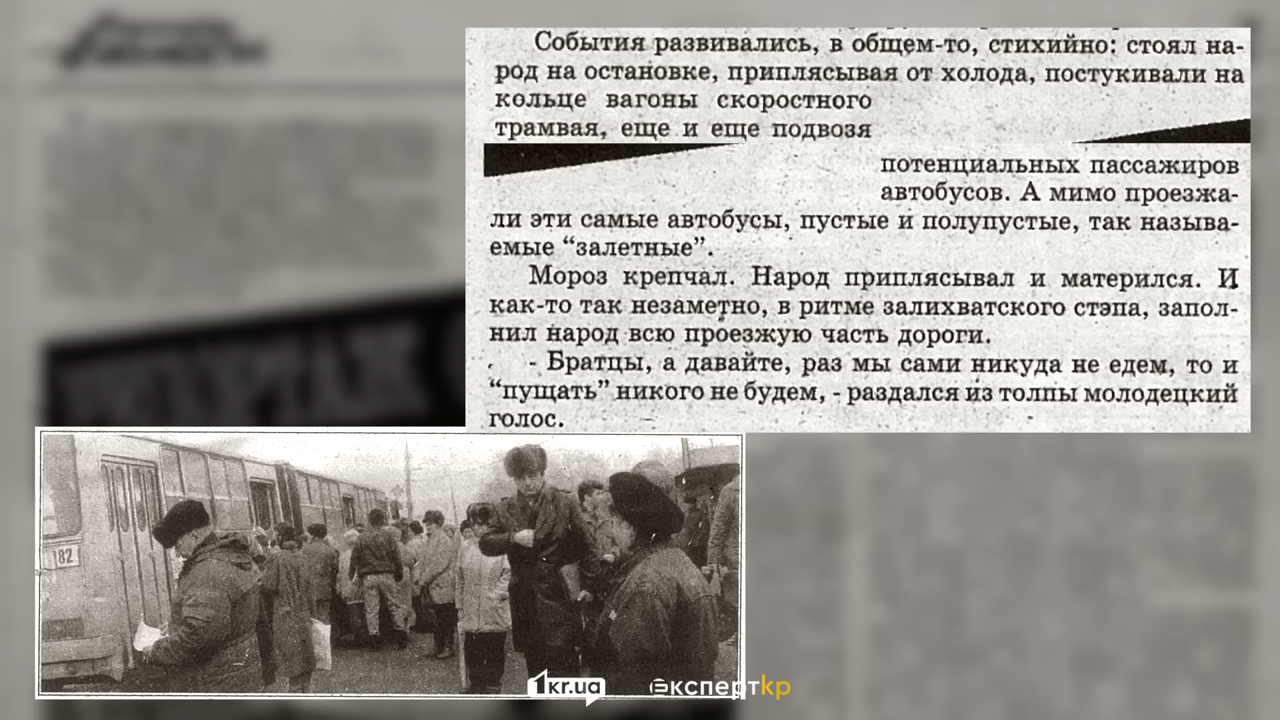 События развивались, в общем-то, стихийно: стоял на-
род на остановке, приплясывая от холода, постукивали на
кольце вагоны скоростного
трамвая, еще и еще подвозя
потенциальных пассажиров
автобусов. А мимо проезжа-
ли эти самые автобусы, пустые и полупустые, так называ-
емые “залетные”.
Мороз крепчал. Народ приплясывал и матерился. И
как-то так незаметно, в ритме залихватского стэпа, запол-
нил народ всю проезжую часть дороги.
- Братцы, а давайте, раз мы сами никуда не едем, то и
“пущать” никого не будем, - раздался из толпы молодецкий
голос.
182
1kr.ua
експертkp